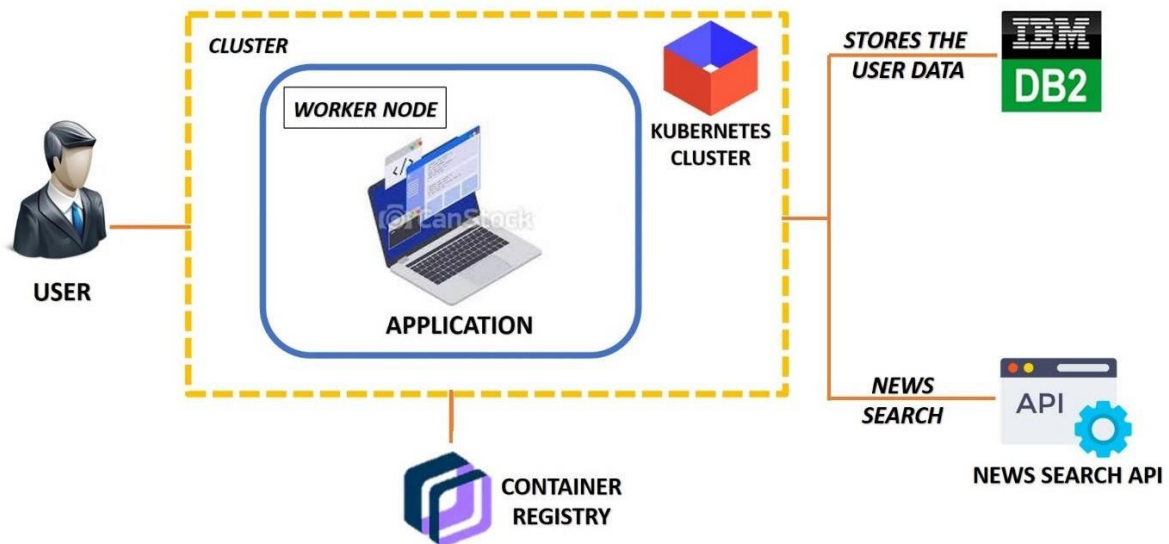 CLUSTER
WORKER NODE
</>
CanStock
APPLICATION
KUBERNETES
CLUSTER
USER
STORES THE
USER DATA
IBM
DB2
NEWS
SEARCH
API
NEWS SEARCH API
CONTAINER
REGISTRY